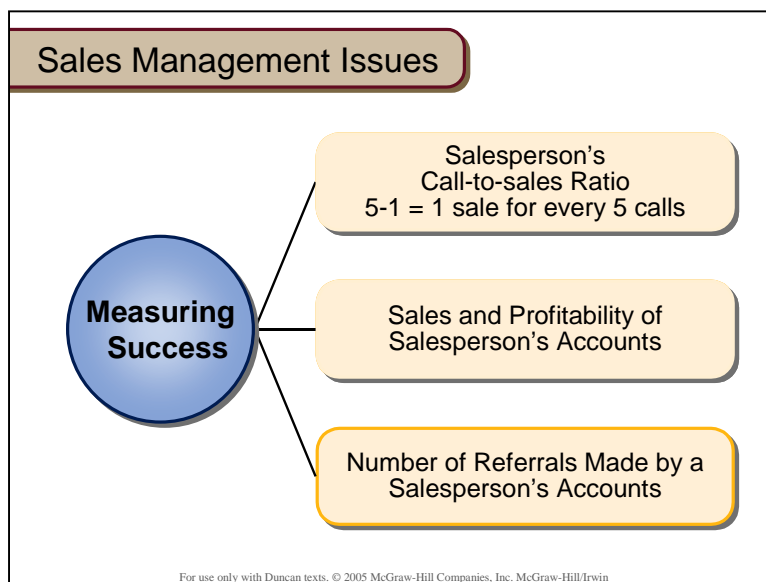 Sales Management Issues
Measuring
Success
Salesperson’s
Call-to-sales Ratio
5-1 = 1 sale for every 5 calls
Sales and Profitability of
Salesperson’s Accounts
Number of Referrals Made by a
Salesperson’s Accounts
For use only with Duncan texts. © 2005 McGraw-Hill Companies, Inc. McGraw-Hill/Irwin